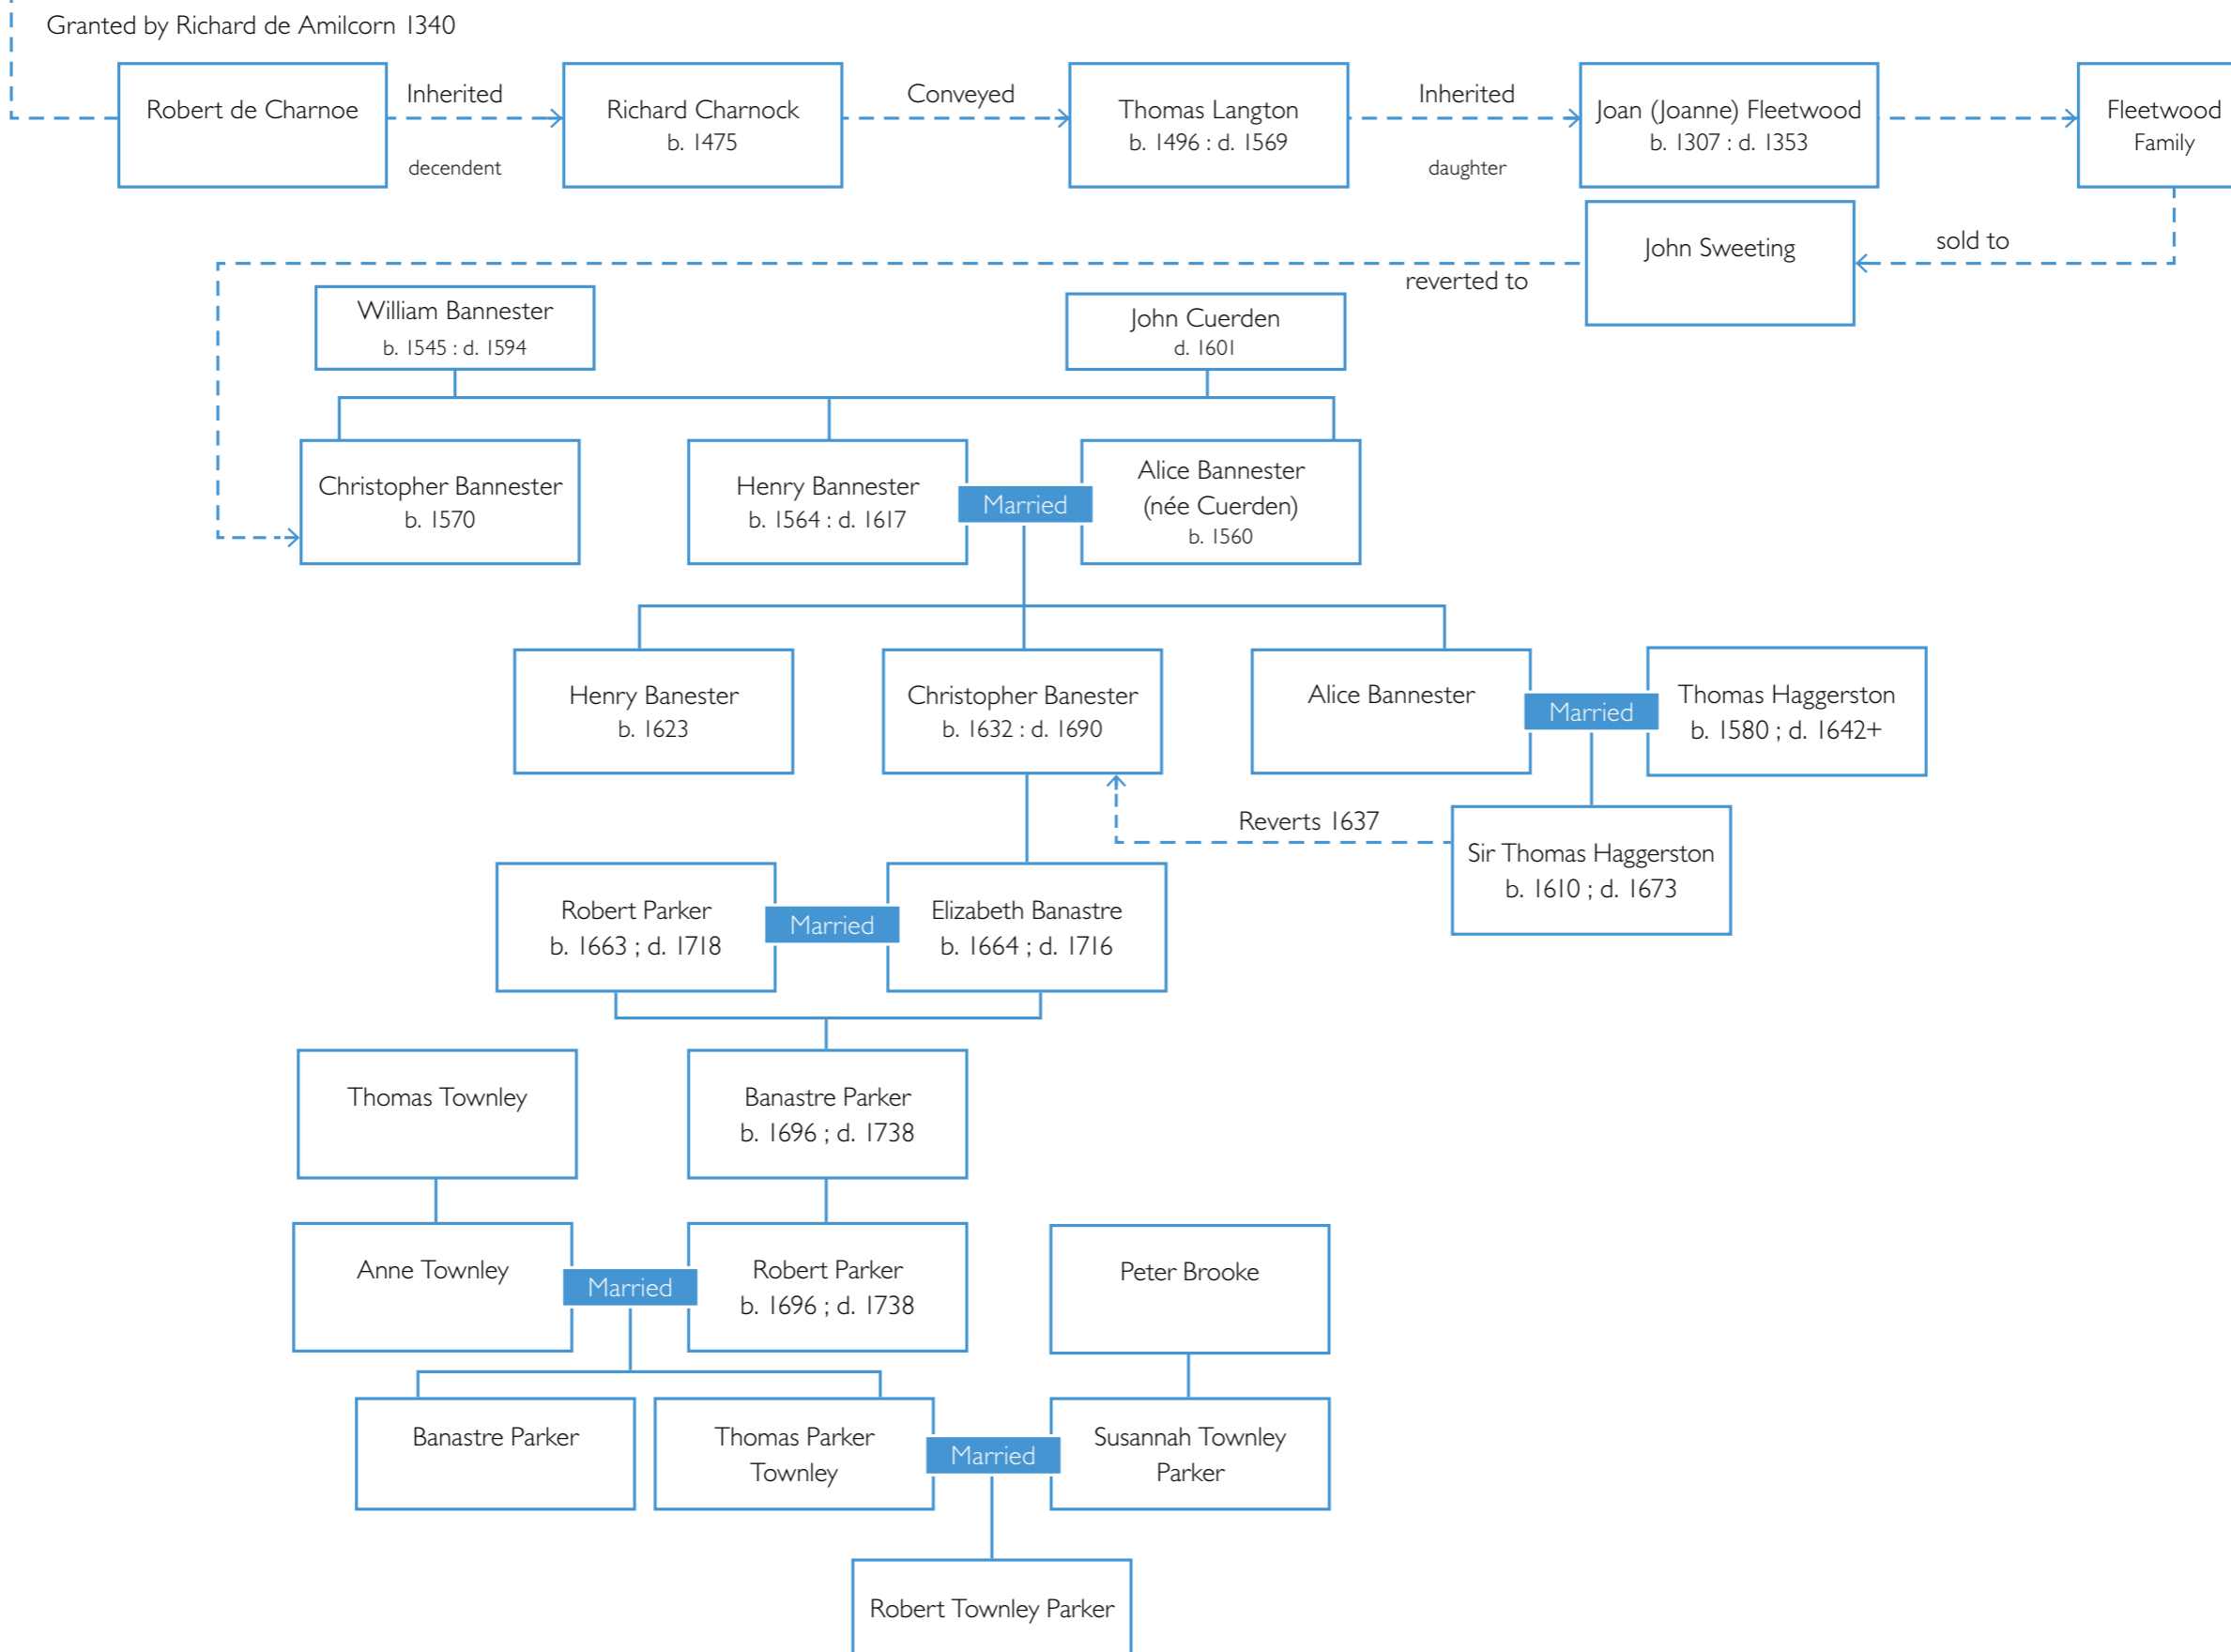 Granted by Richard de Amilcorn 1340
Robert de Charnoe
Inherited
decendent
Richard Charnock
b. 1475
Conveyed
Thomas Langton
b. 1496 : d. 1569
Inherited
daughter
Joan (Joanne) Fleetwood
b. 1307 : d. 1353
Fleetwood
Family
sold to
John Sweeting
reverted to
William Bannester
b. 1545 : d. 1594
John Cuerden
d. 1601
Christopher Bannester
b. 1570
Henry Bannester
b. 1564 : d. 1617
Married
Alice Bannester
(née Cuerden)
b. 1560
Henry Banester
b. 1623
Christopher Banester
b. 1632 : d. 1690
Alice Bannester
Married
Thomas Haggerston
b. 1580 ; d. 1642+
Reverts 1637
Sir Thomas Haggerston
b. 1610 ; d. 1673
Robert Parker
b. 1663 ; d. 1718
Married
Elizabeth Banastre
b. 1664 ; d. 1716
Thomas Townley
Banastre Parker
b. 1696 ; d. 1738
Anne Townley
Married
Robert Parker
b. 1696 ; d. 1738
Peter Brooke
Banastre Parker
Thomas Parker
Townley
Married
Susannah Townley
Parker
Robert Townley Parker